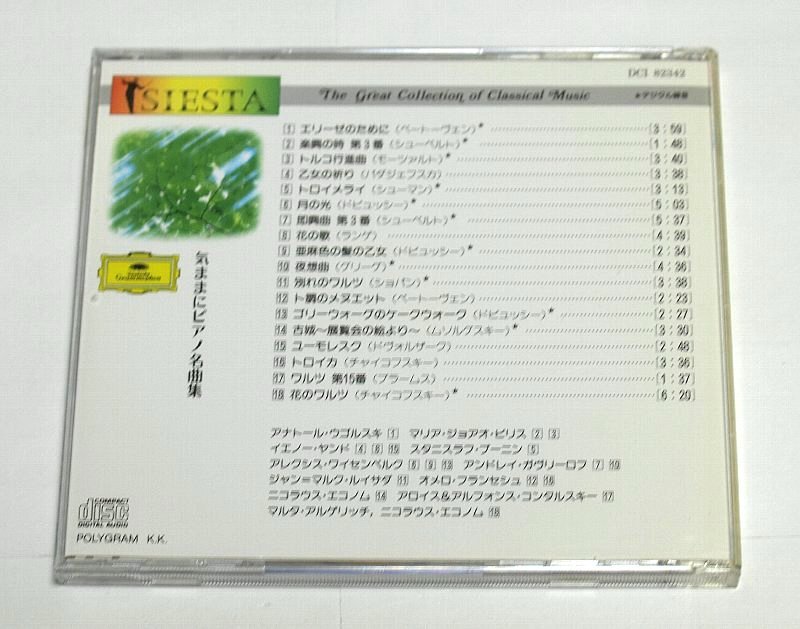 DCI 82342
SIESTA
The Great Collection of Classical Music
★デジタル録音
1 エリーゼのために(ベートーヴェン)★ [3:59]
2 楽興の時 第3番(シューベルト)★ [1:48]
3 トルコ行進曲(モーツァルト)★ [3:40]
4 乙女の祈り(バダジェフスカ) [3:38]
5 トロイメライ(シューマン)★ [3:13]
6 月の光(ドビュッシー) [5:03]
7 即興曲 第3番(シューベルト)★ [5:37]
8 花の歌(ランゲ) [4:39]
9 亜麻色の髪の乙女(ドビュッシー)★ [2:34]
10 夜想曲(グリーグ)★ [4:36]
11 別れのワルツ(ショパン)★ [3:38]
12 ト調のメヌエット(ベートーヴェン) [2:23]
13 ゴリーウォーグのケークウォーク(ドビュッシー)★ [2:27]
14 古城〜展覧会の絵より〜(ムソルグスキー)★ [3:30]
15 ユーモレスク(ドヴォルザーク) [2:48]
16 トロイカ(チャイコフスキー) [3:36]
17 ワルツ 第15番(ブラームス) [1:37]
18 花のワルツ(チャイコフスキー)★ [6:20]
Deutsche
Grammophon
気ままにピアノ名曲集
アナトール・ウゴルスキ 1 マリア・ジョアオ・ピリス 2 3
イエノー・ヤンド 4 6 15 スタニスラフ・ブーニン 5
アレクシス・ワイセンベルク 8 9 13 アンドレイ・ガヴリーロフ 7 10
ジャン=マルク・ルイサダ 11 オメロ・フランセシュ 12 16
ニコラウス・エコノム 14 アロイス&アルフォンス・コンタルスキー 17
マルタ・アルゲリッチ, ニコラウス・エコノム 18
COMPACT
disc
DIGITAL AUDIO
POLYGRAM K.K.